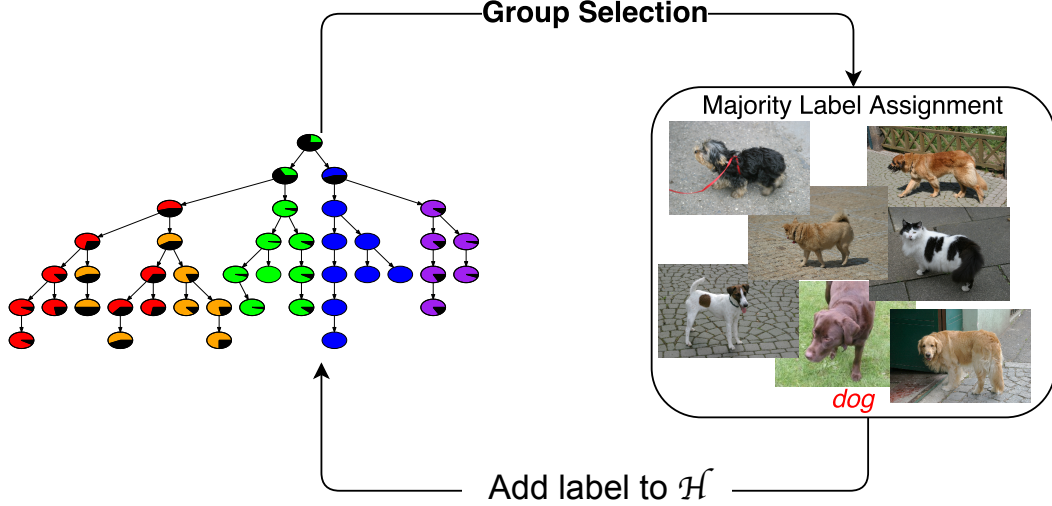 Group Selection
Majority Label Assignment
dog
Add label to ℋ